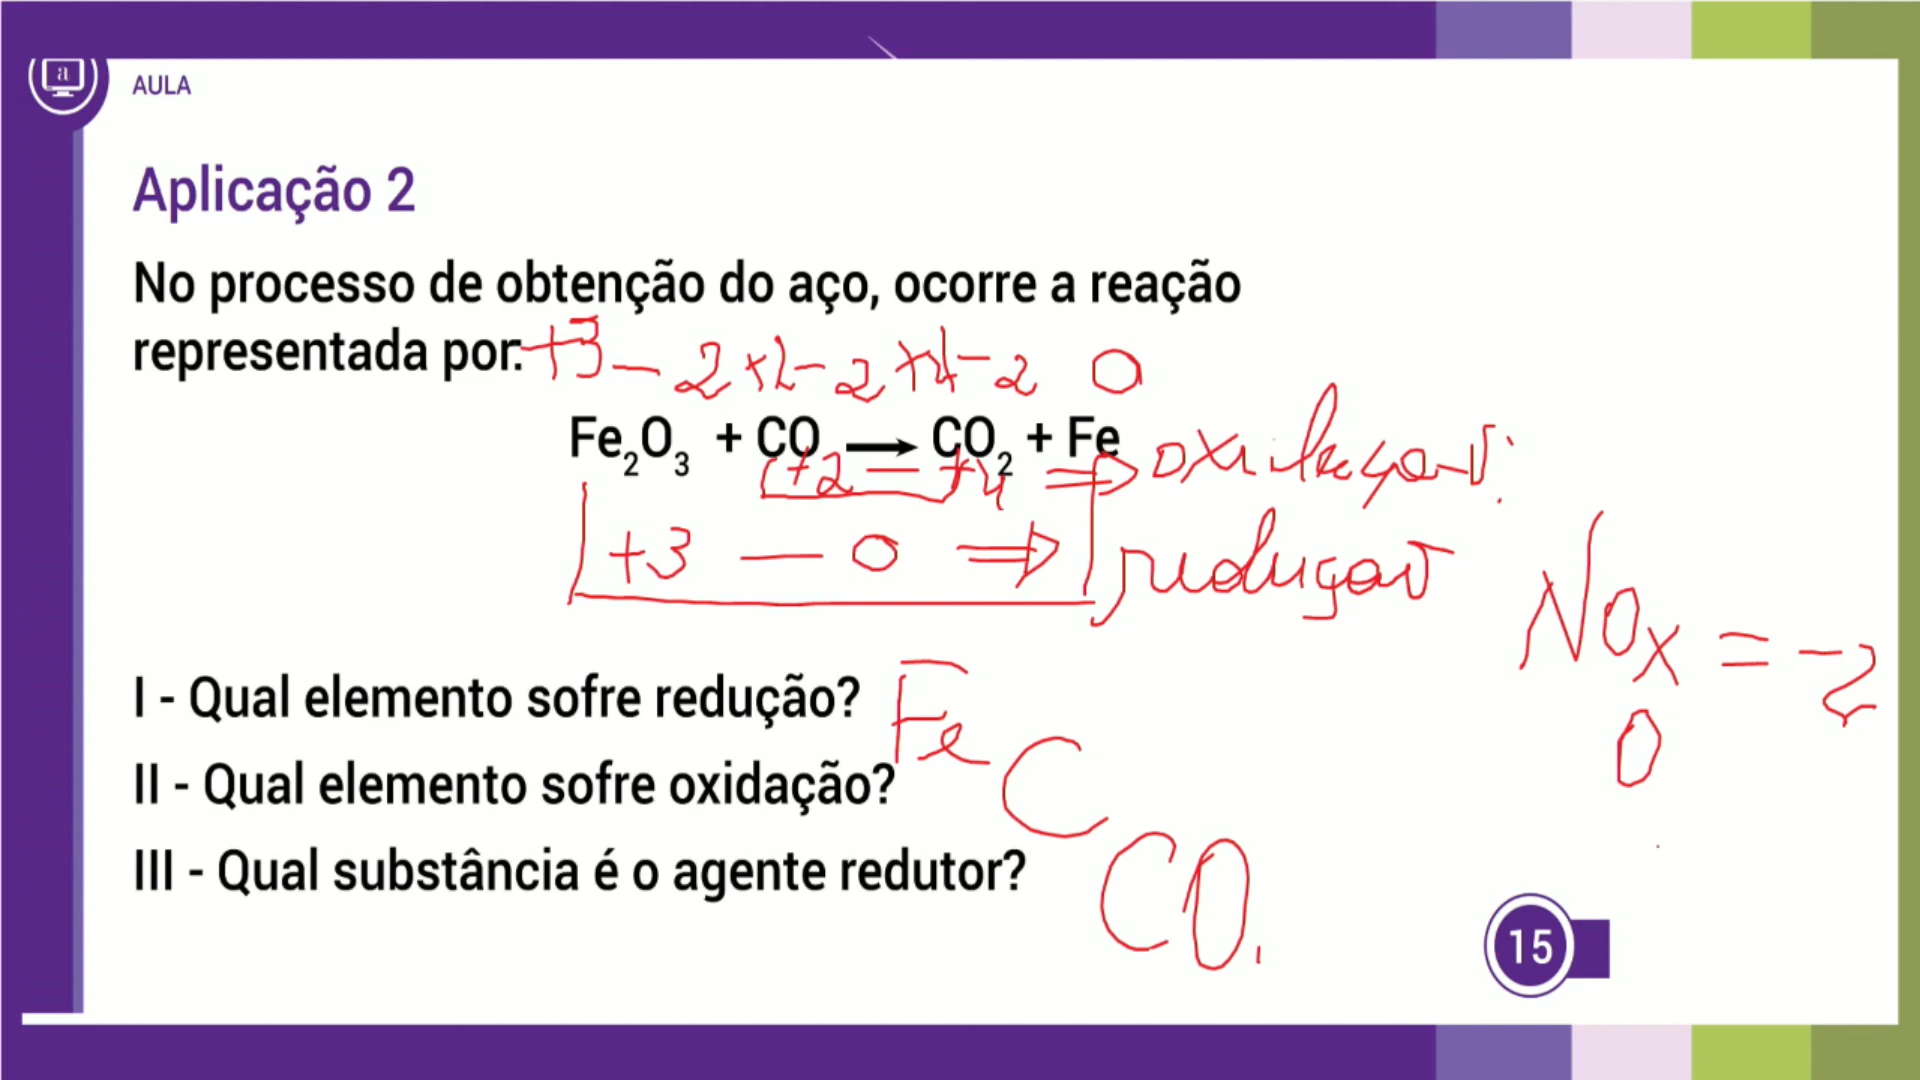 a
AULA
Aplicação 2
No processo de obtenção do aço, ocorre a reação
representada por:
+3 -2 +2 -2 +4 -2 0
Fe₂O₃ + CO ⟶ CO₂ + Fe
+2 — +4 ⇒ oxidação
+3 — 0 ⇒ redução
NOx = -2
0
I - Qual elemento sofre redução? Fe
II - Qual elemento sofre oxidação? C
III - Qual substância é o agente redutor? CO.
15